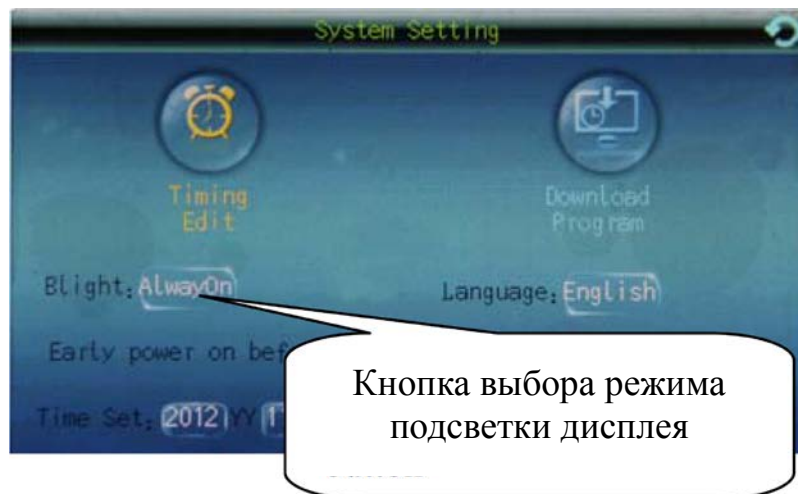 System Setting
Timing
Edit
Download
Program
Blight: AlwayOn
Language: English
Early power on
Time Set: 2012 YY
Кнопка выбора режима
подсветки дисплея